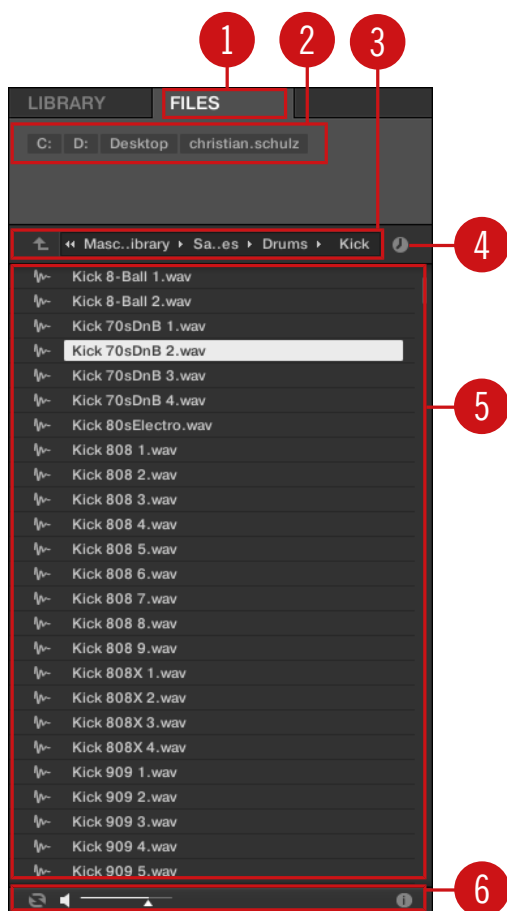 1 2 3
LIBRARY FILES
C: D: Desktop christian.schulz
Masc..ibrary Sa..es Drums Kick
4
Kick 8-Ball 1.wav
Kick 8-Ball 2.wav
Kick 70sDnB 1.wav
Kick 70sDnB 2.wav
Kick 70sDnB 3.wav
5
Kick 70sDnB 4.wav
Kick 80sElectro.wav
Kick 808 1.wav
Kick 808 2.wav
Kick 808 3.wav
Kick 808 4.wav
Kick 808 5.wav
Kick 808 6.wav
Kick 808 7.wav
Kick 808 8.wav
Kick 808 9.wav
Kick 808X 1.wav
Kick 808X 2.wav
Kick 808X 3.wav
Kick 808X 4.wav
Kick 909 1.wav
Kick 909 2.wav
Kick 909 3.wav
Kick 909 4.wav
Kick 909 5.wav
6